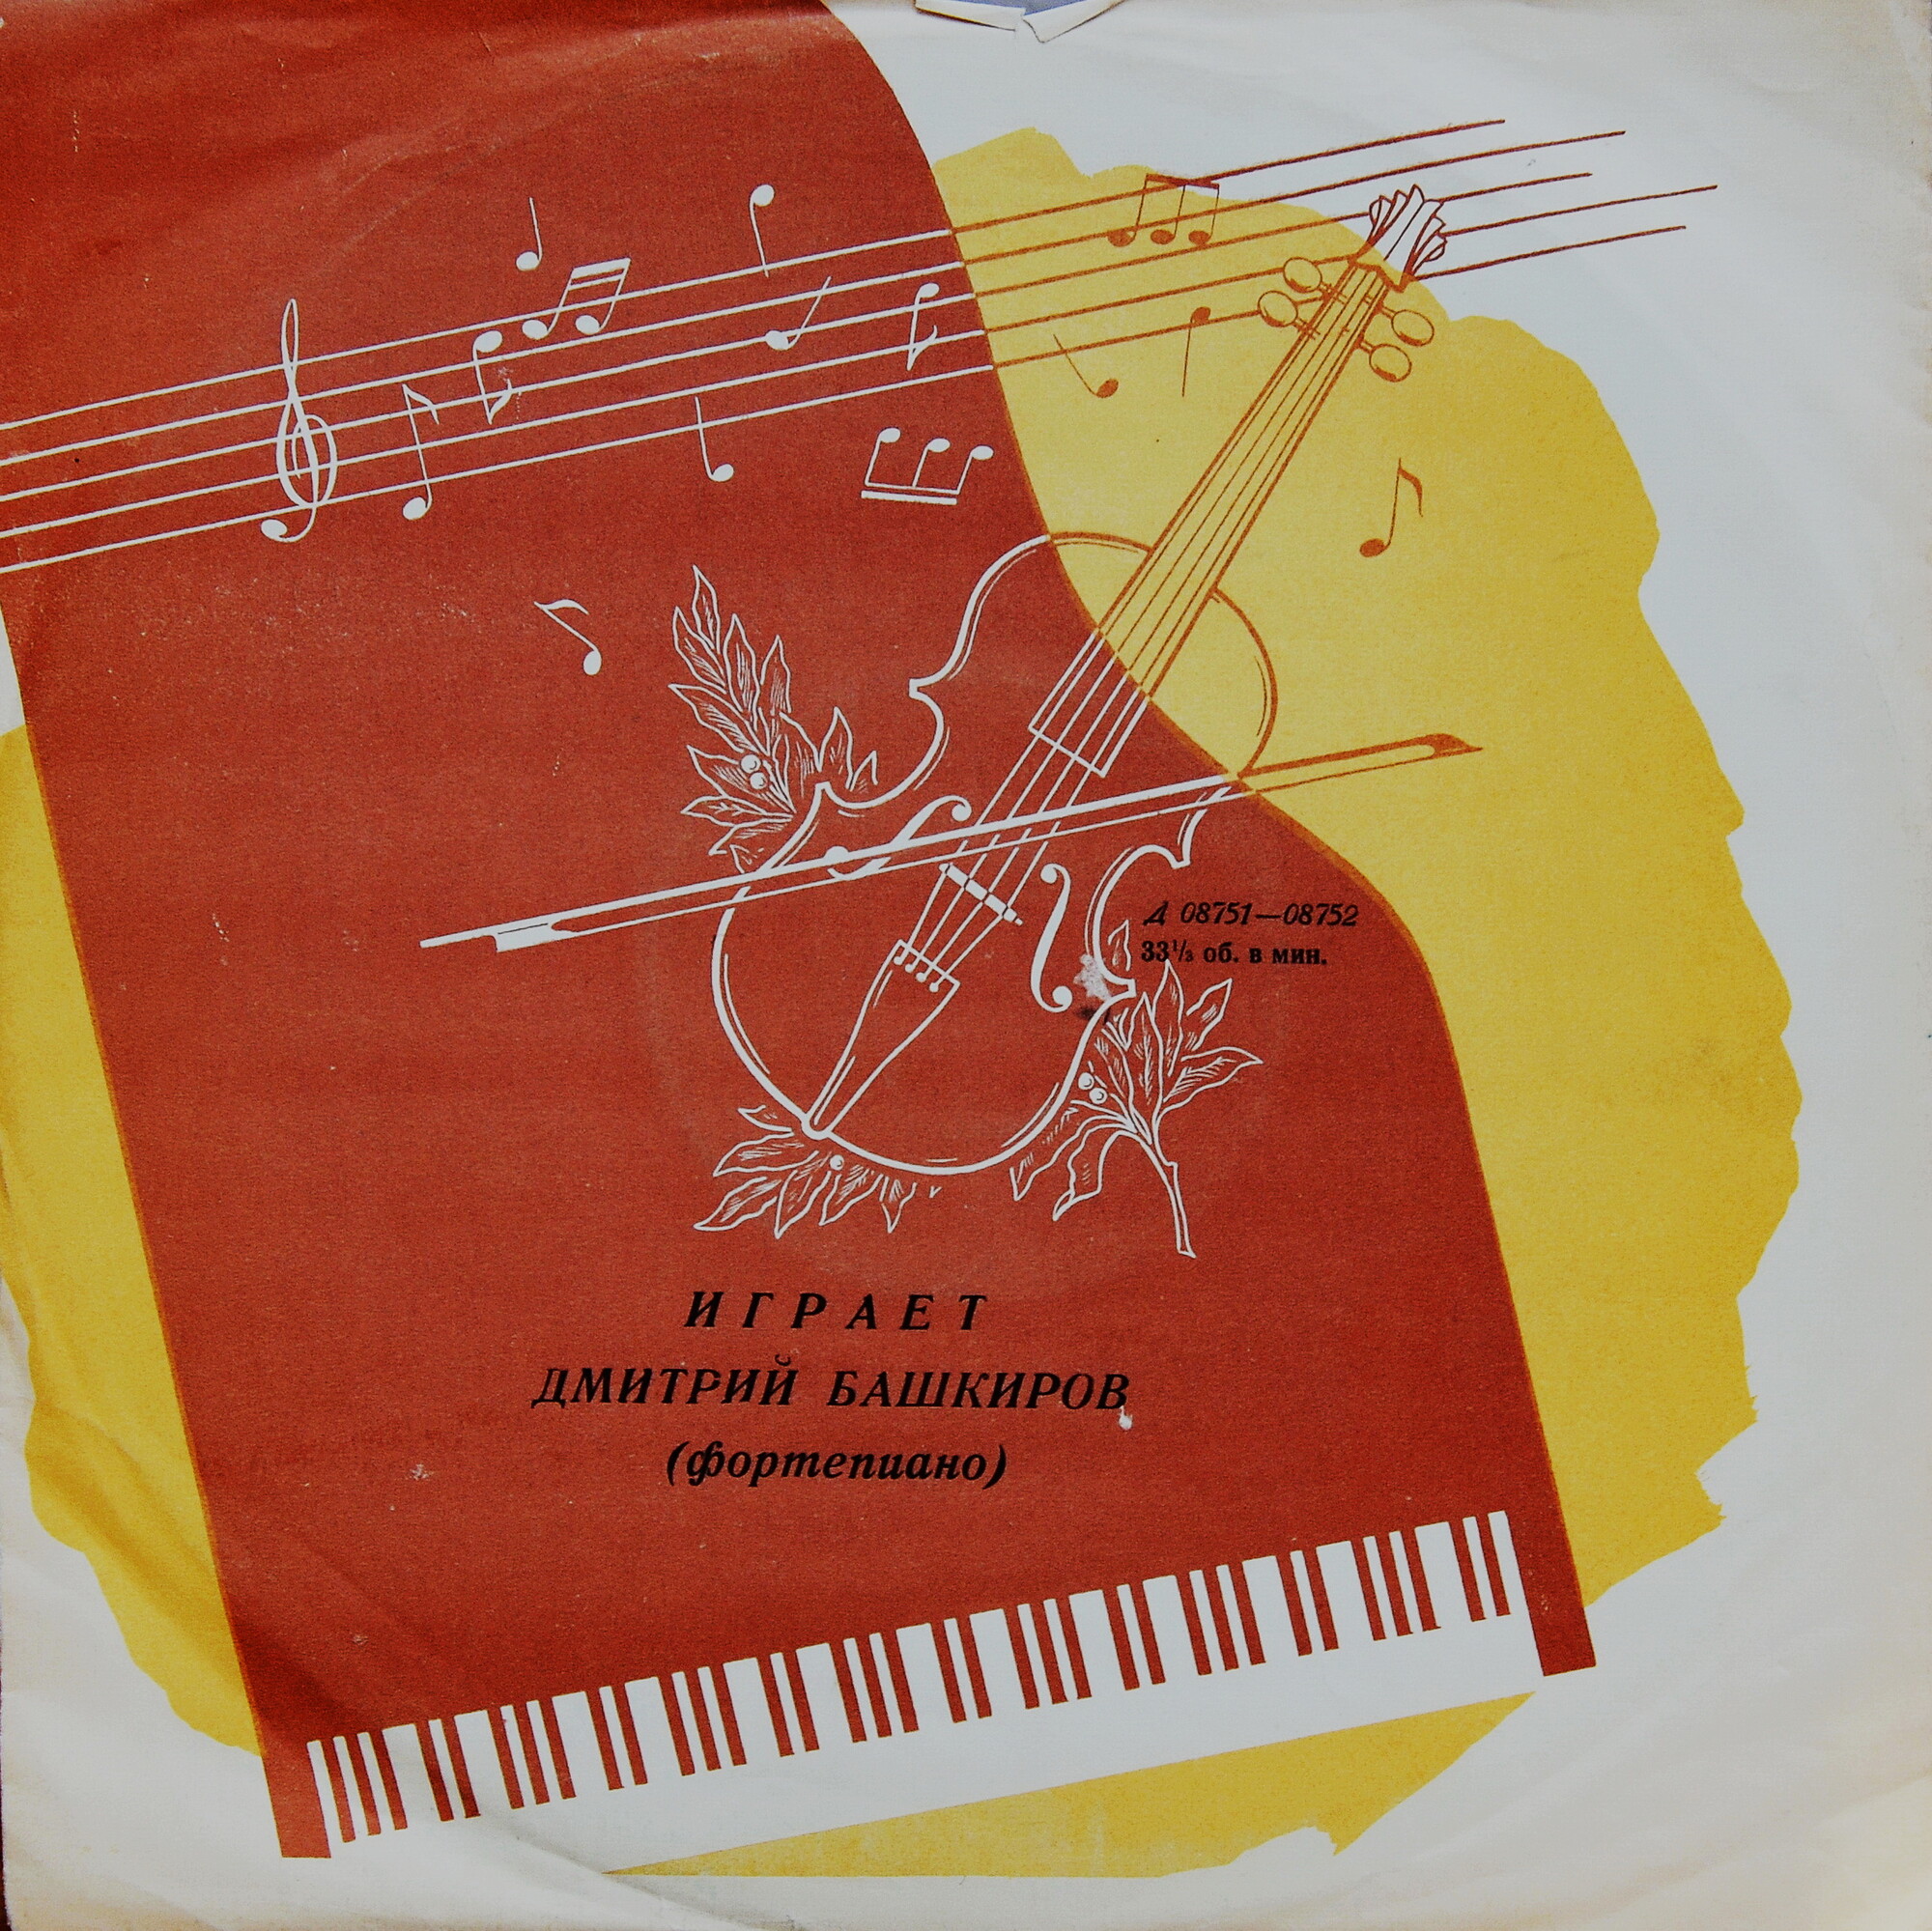 Д 08751—08752
33⅓ об. в мин.
ИГРАЕТ
ДМИТРИЙ БАШКИРОВ
(фортепиано)